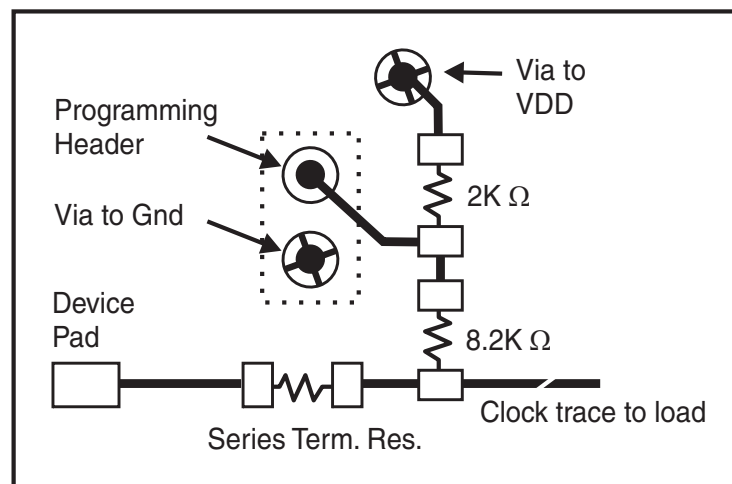 Via to
VDD
Programming
Header
2K Ω
Via to Gnd
Device
Pad
8.2K Ω
Clock trace to load
Series Term. Res.